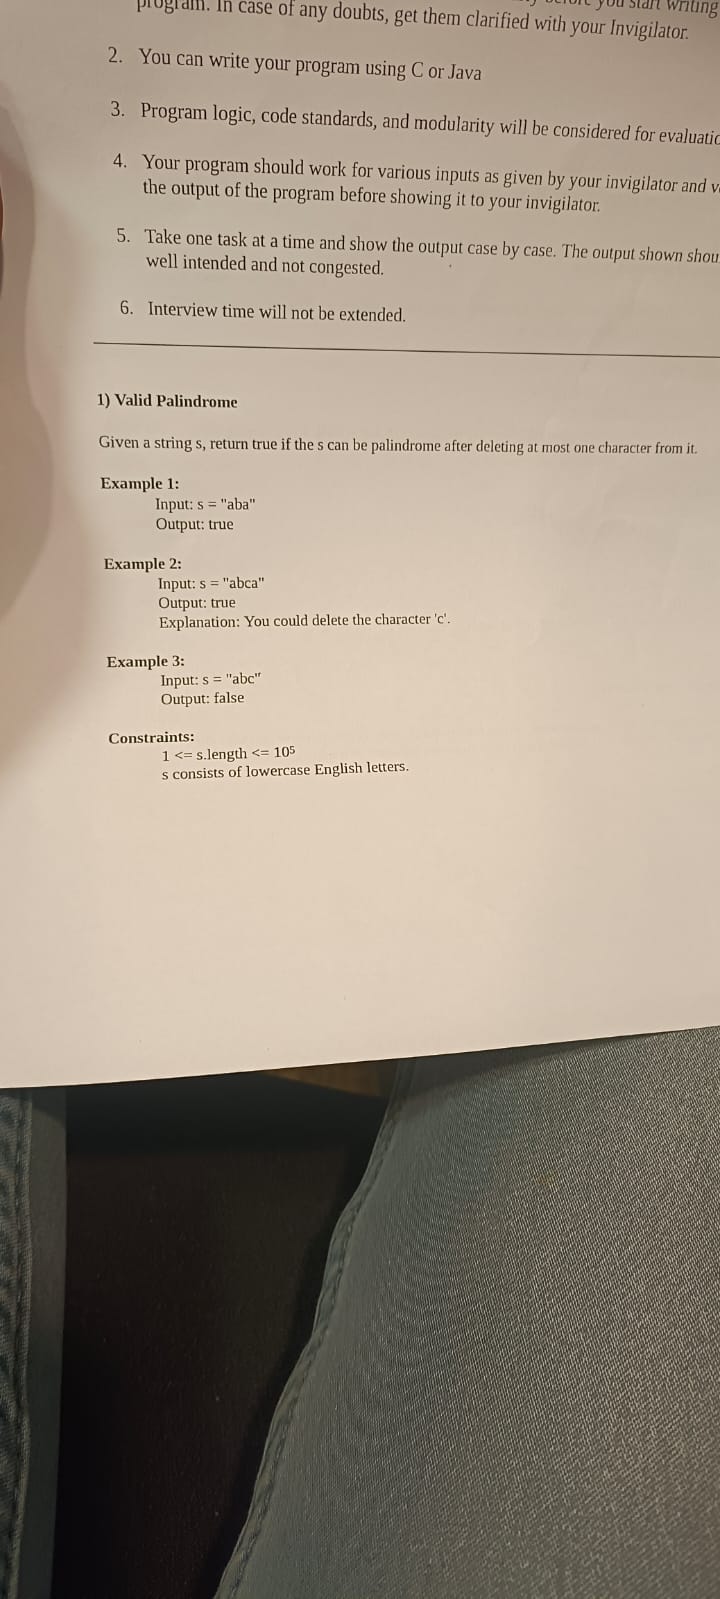 program. In case of any doubts, get them clarified with your Invigilator.
you start writing
2. You can write your program using C or Java
3. Program logic, code standards, and modularity will be considered for
4. Your program should work for various inputs as given by your invigilator and
the output of the program before showing it to your invigilator.
5. Take one task at a time and show the output case by case. The output shown
well intended and not congested.
6. Interview time will not be extended.
1) Valid Palindrome
Given a string s, return true if the s can be palindrome after deleting at most one character from it.
Example 1:
Input: s = "aba"
Output: true
Example 2:
Input: s = "abca"
Output: true
Explanation: You could delete the character 'c'.
Example 3:
Input: s = "abc"
Output: false
Constraints:
1 <= s.length <= 10⁵
s consists of lowercase English letters.